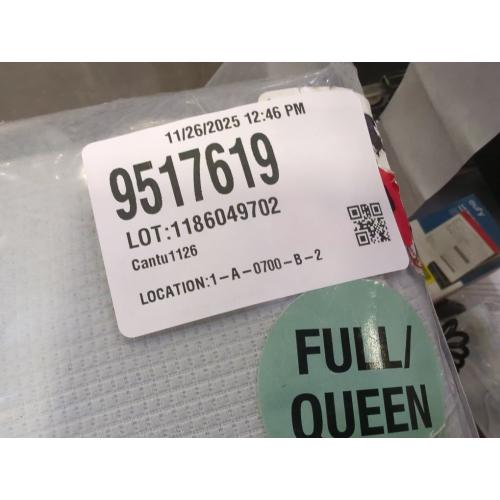 11/26/2025 12:46 PM
9517619
LOT:1186049702
Cantu1126
LOCATION:1-A-0700-B-2
FULL/
QUEEN